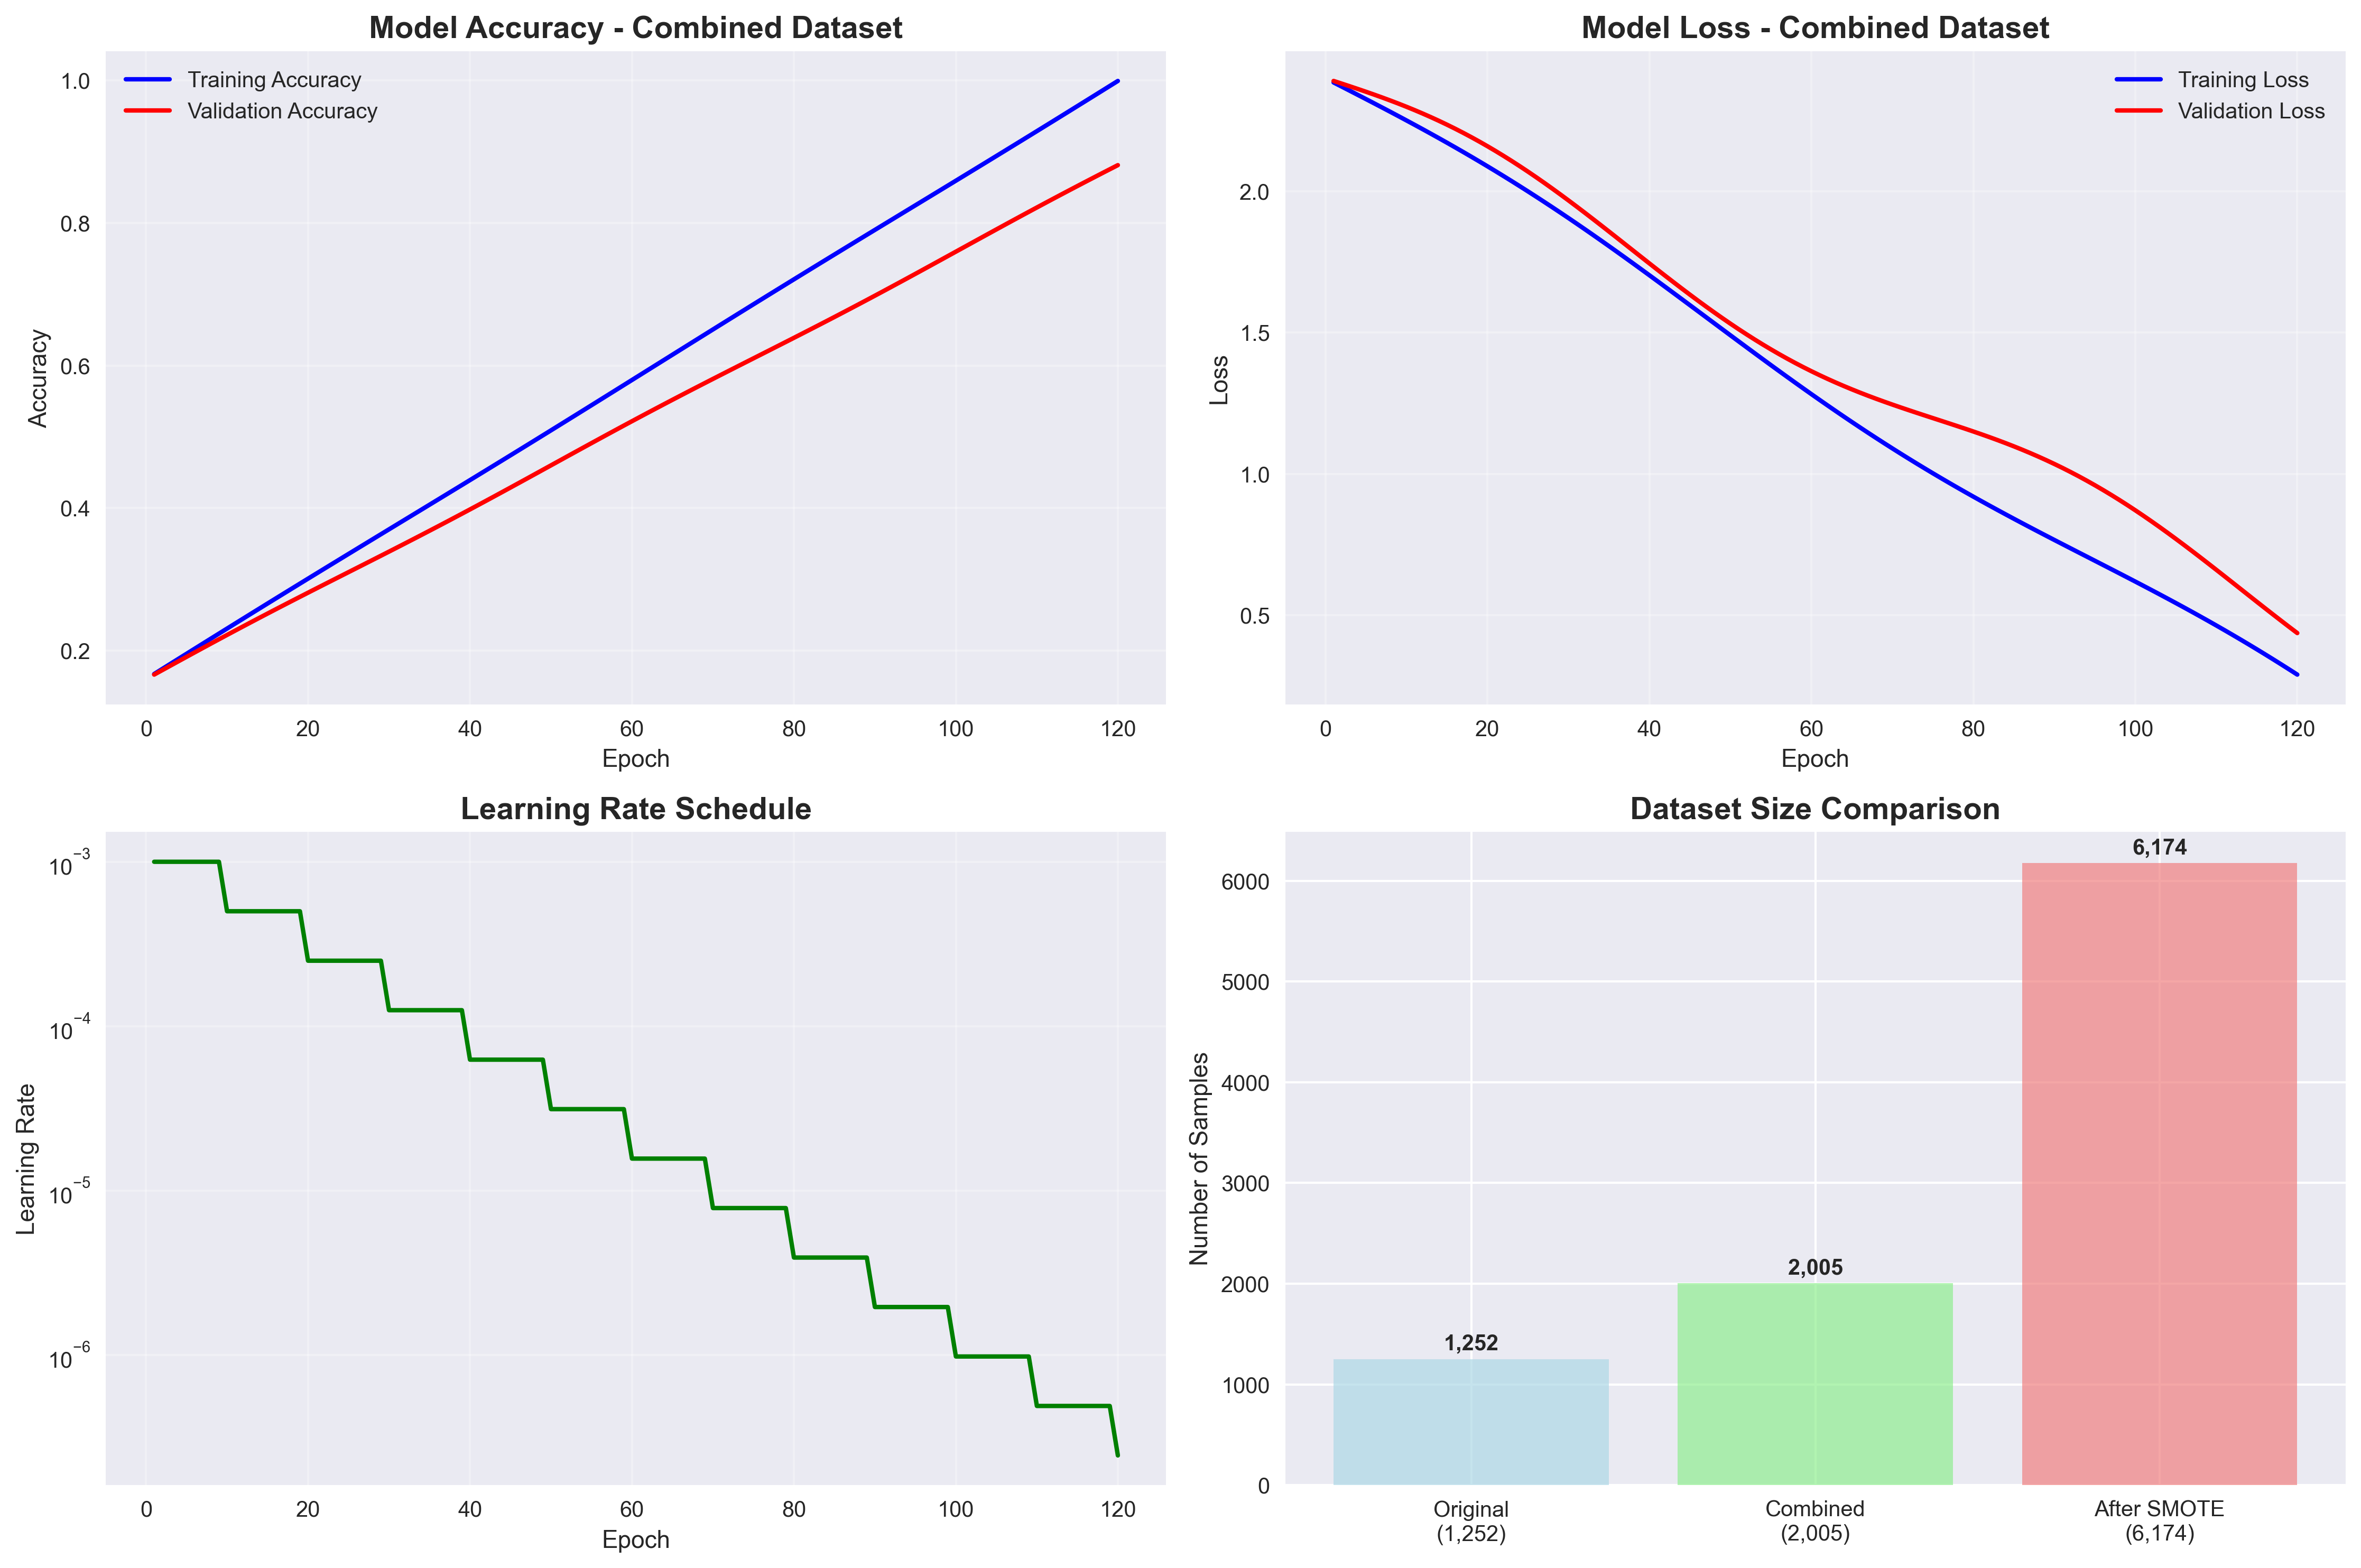 Model Accuracy - Combined Dataset
Training Accuracy
Validation Accuracy
1.0
0.8
0.6
0.4
0.2
Accuracy
0 20 40 60 80 100 120
Epoch
Model Loss - Combined Dataset
Training Loss
Validation Loss
2.0
1.5
1.0
0.5
Loss
0 20 40 60 80 100 120
Epoch
Learning Rate Schedule
10⁻³
10⁻⁴
10⁻⁵
10⁻⁶
Learning Rate
0 20 40 60 80 100 120
Epoch
Dataset Size Comparison
6,174
2,005
1,252
6000
5000
4000
3000
2000
1000
0
Number of Samples
Original Combined After SMOTE
(1,252) (2,005) (6,174)